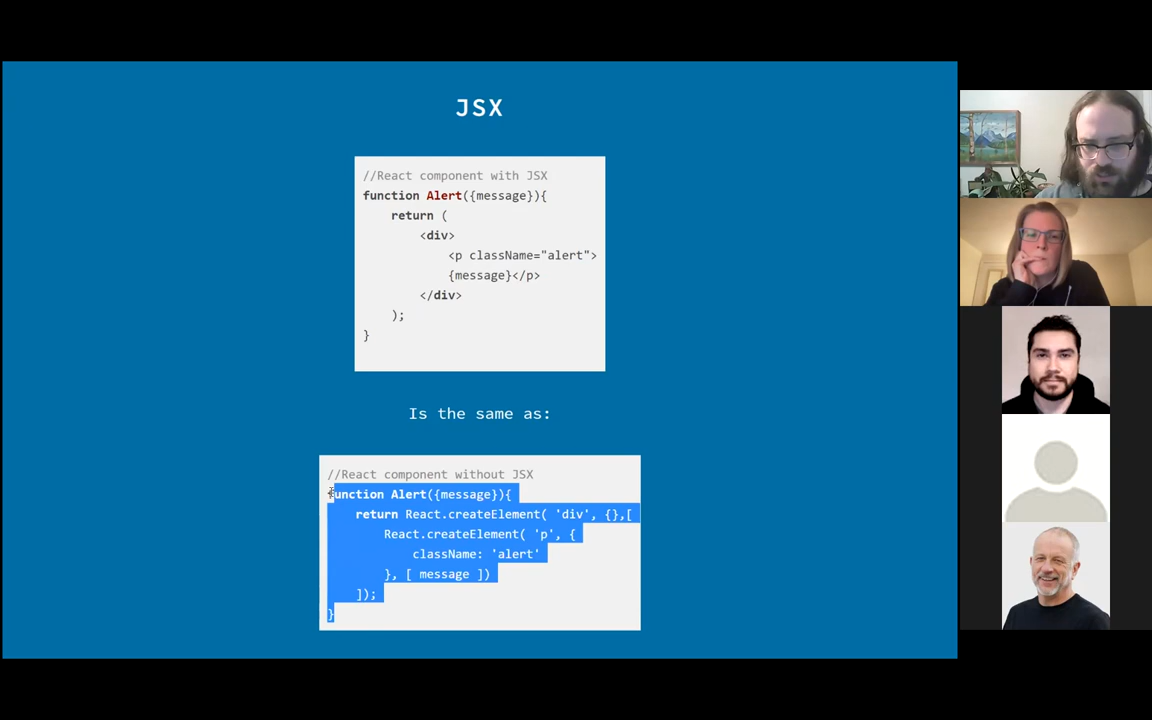 JSX
//React component with JSX
function Alert({message}){
    return (
        <div>
            <p className="alert">
            {message}</p>
        </div>
    );
}
Is the same as:
//React component without JSX
function Alert({message}){
    return React.createElement( 'div', {},[
        React.createElement( 'p', {
            className: 'alert'
        }, [ message ])
    ]);
}